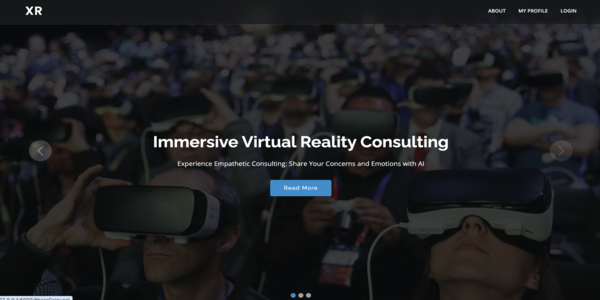 XR
ABOUT
MY PROFILE
LOGIN
Immersive Virtual Reality Consulting
Experience Empathetic Consulting: Share Your Concerns and Emotions with AI
Read More